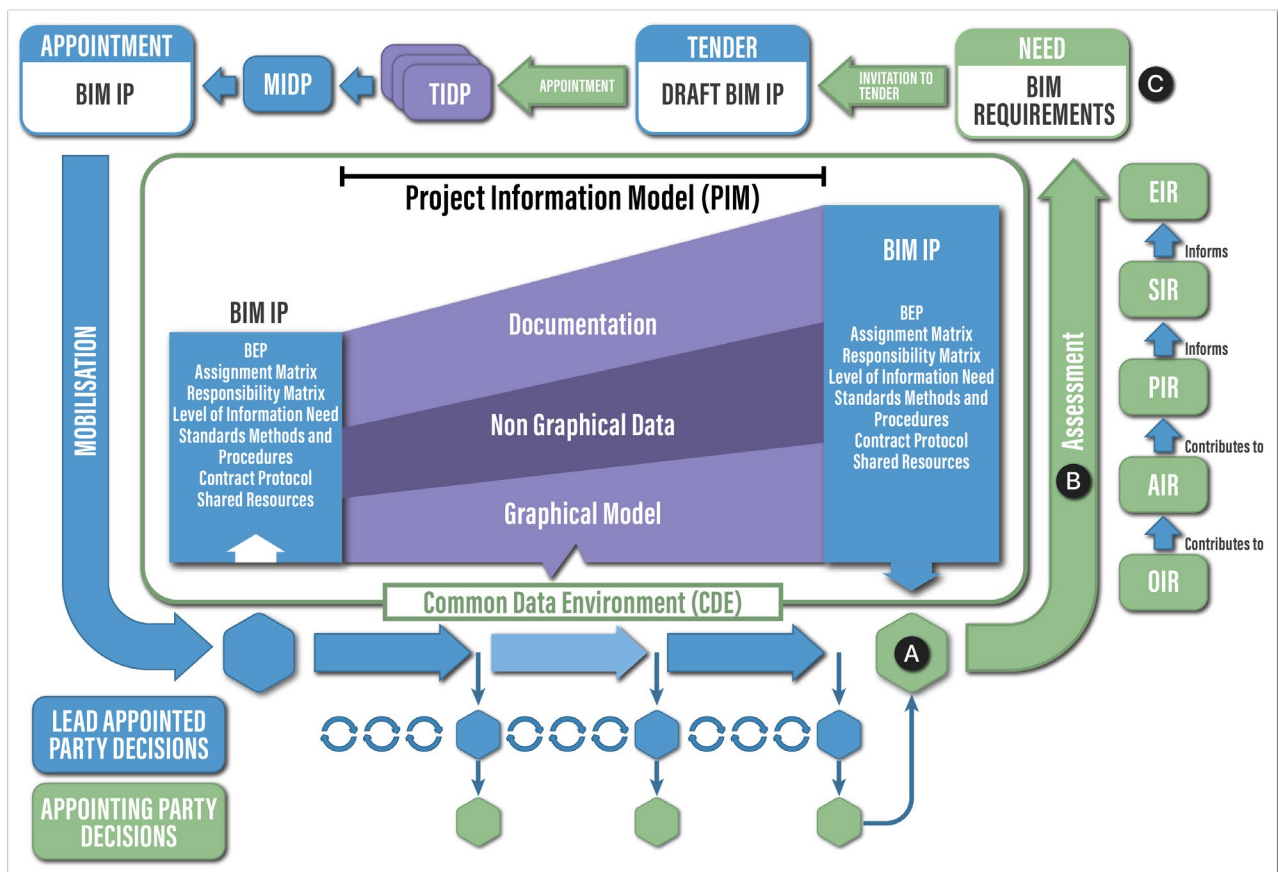 APPOINTMENT
BIM IP
MIDP
TIDP
APPOINTMENT
TENDER
DRAFT BIM IP
INVITATION TO
TENDER
NEED
BIM
REQUIREMENTS
C
MOBILISATION
Project Information Model (PIM)
BIM IP
BEP
Assignment Matrix
Responsibility Matrix
Level of Information Need
Standards Methods and
Procedures
Contract Protocol
Shared Resources
Documentation
Non Graphical Data
Graphical Model
BIM IP
BEP
Assignment Matrix
Responsibility Matrix
Level of Information Need
Standards Methods and
Procedures
Contract Protocol
Shared Resources
Common Data Environment (CDE)
Assessment
B
EIR
Informs
SIR
Informs
PIR
Contributes to
AIR
Contributes to
OIR
A
LEAD APPOINTED
PARTY DECISIONS
APPOINTING PARTY
DECISIONS